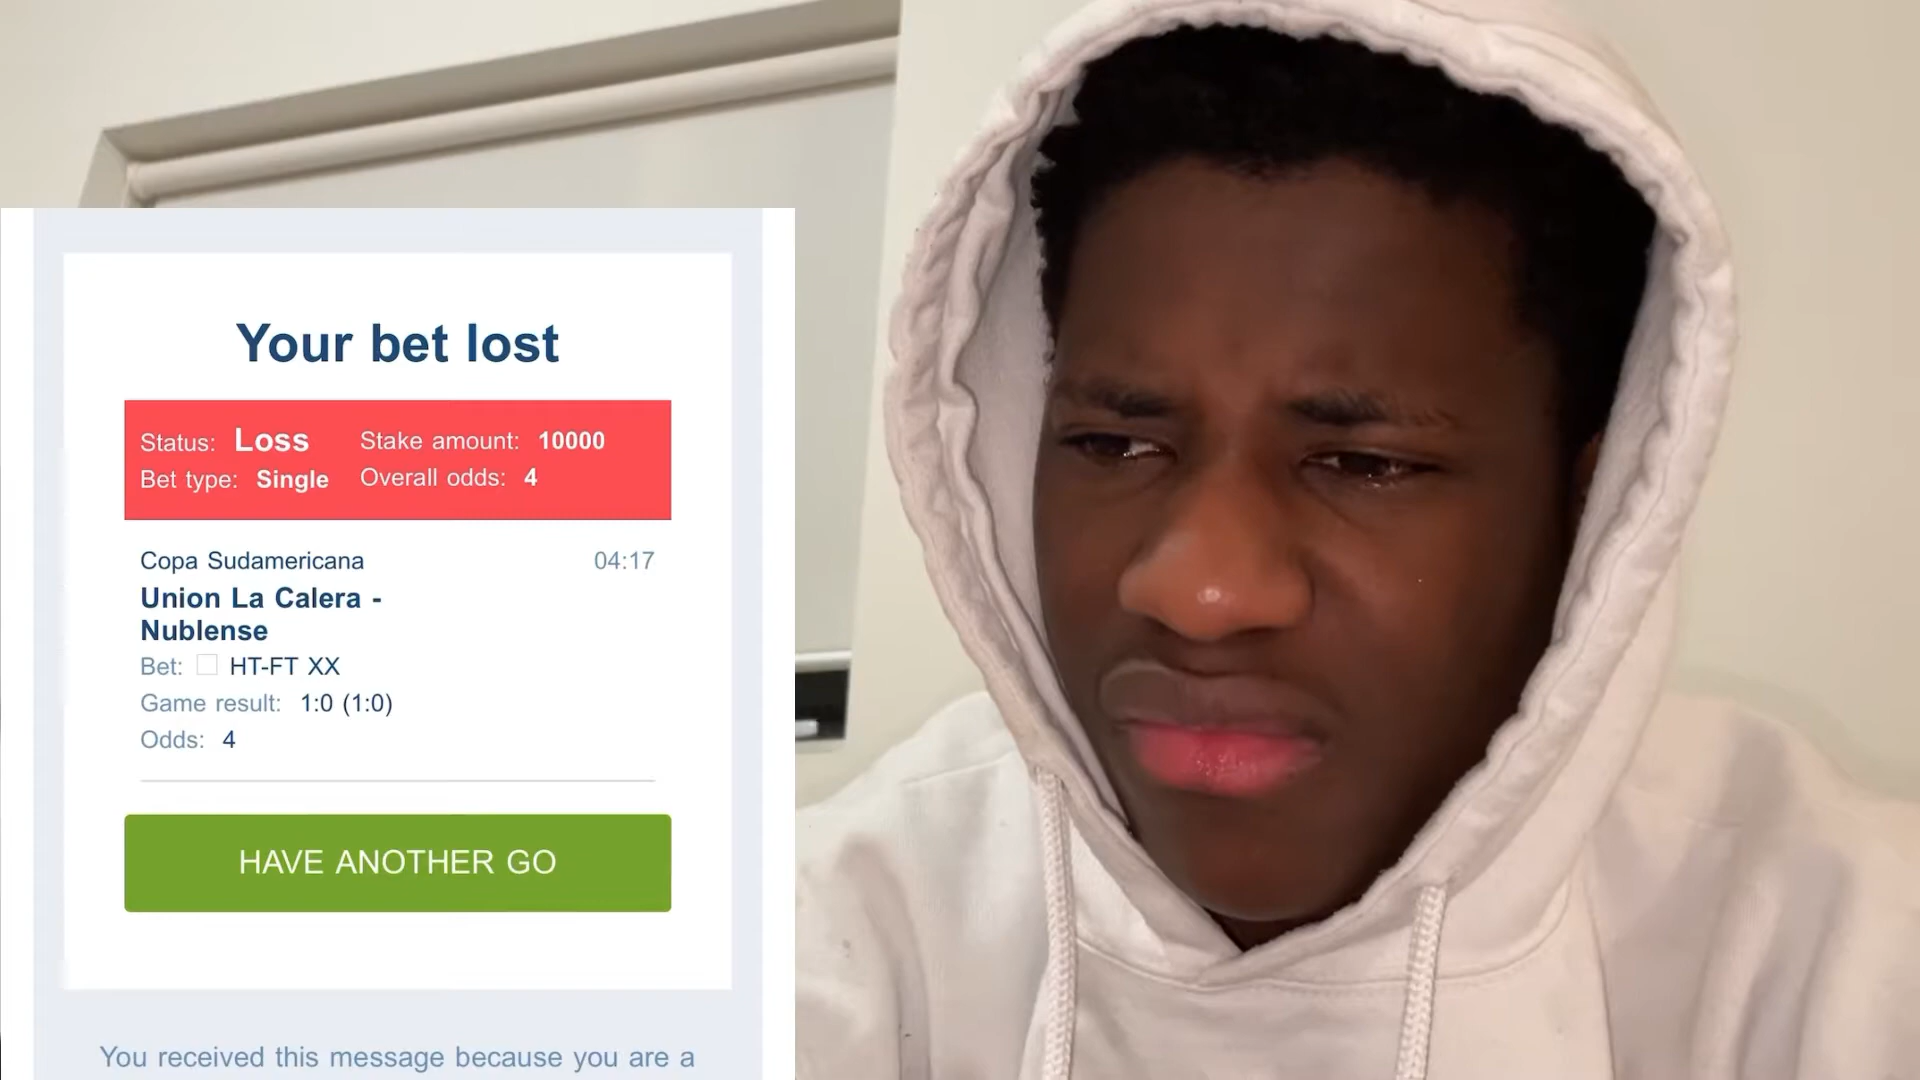 Your bet lost
Status: Loss
Stake amount: 10000
Bet type: Single
Overall odds: 4
Copa Sudamericana
04:17
Union La Calera -
Nublense
Bet: HT-FT XX
Game result: 1:0 (1:0)
Odds: 4
HAVE ANOTHER GO
You received this message because you are a